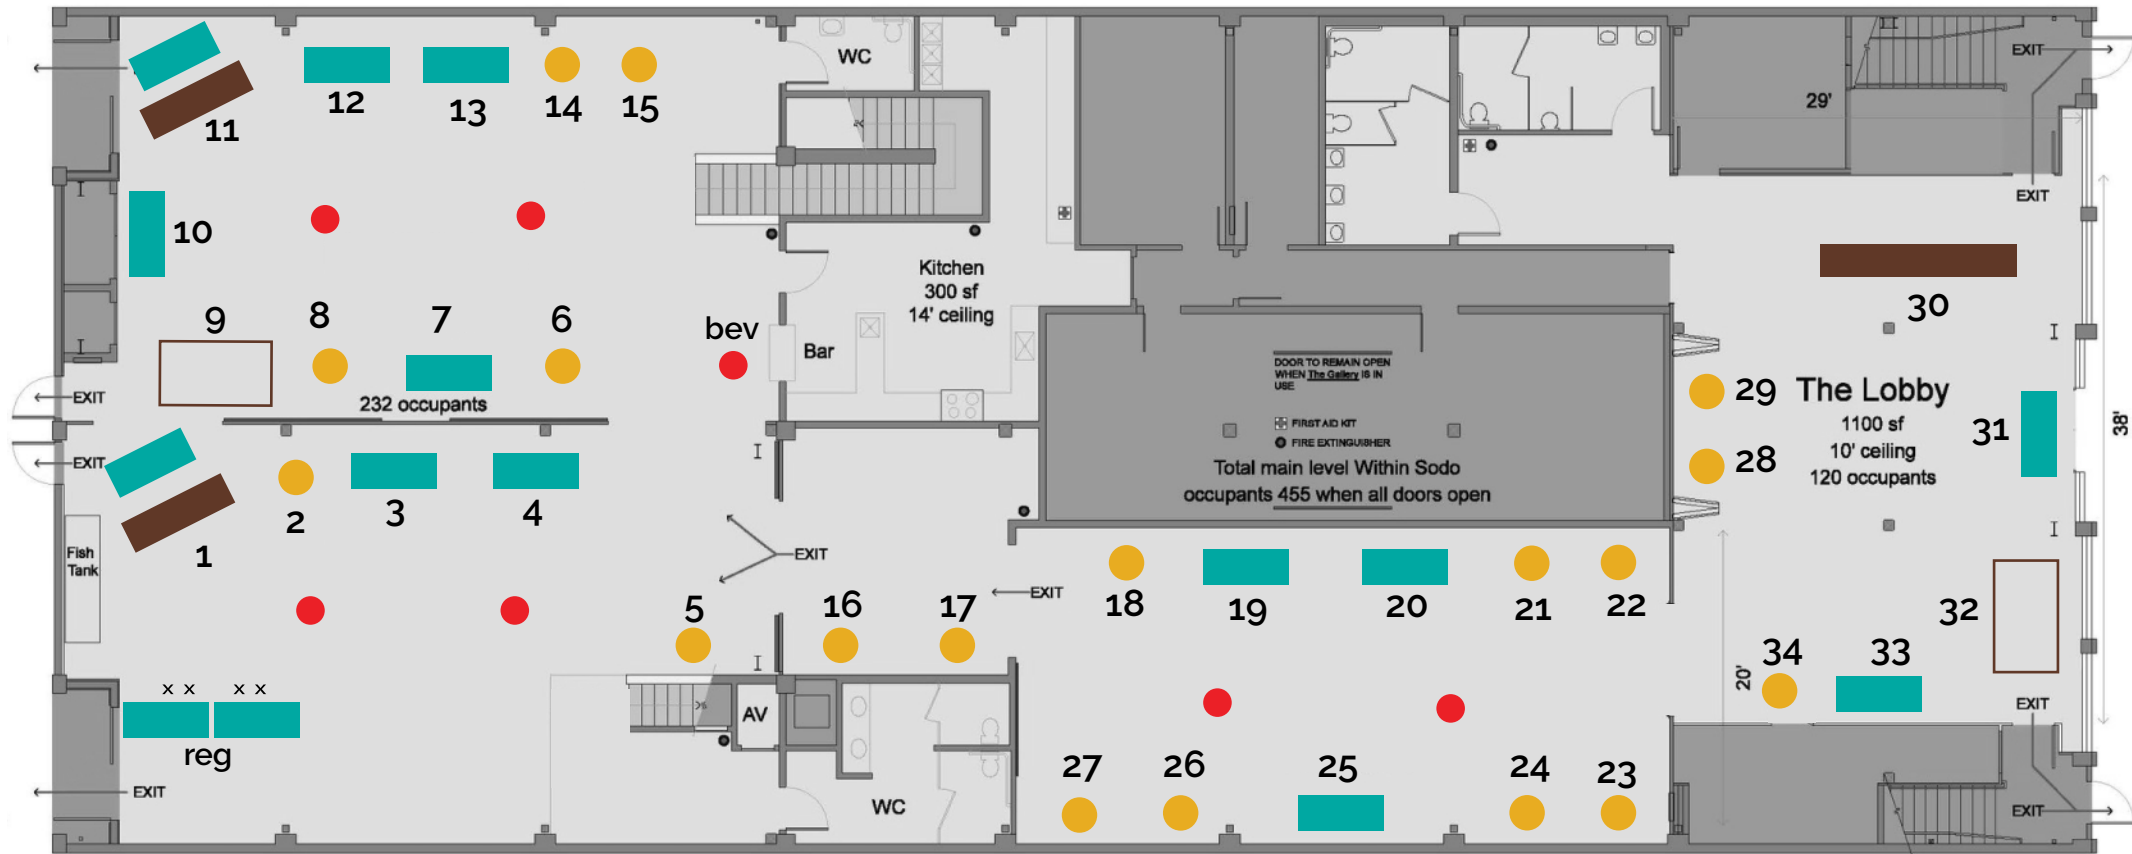 WC
EXIT
29'
12
13
14
15
11
EXIT
10
Kitchen
300 sf
14' ceiling
9
8
7
6
bev
Bar
30
232 occupants
EXIT
EXIT
DOOR TO REMAIN OPEN
WHEN The Gallery IS IN
USE
FIRST AID KIT
FIRE EXTINGUISHER
Total main level Within Sodo
occupants 455 when all doors open
29
28
The Lobby
1100 sf
10' ceiling
120 occupants
31
38'
2
3
4
1
Fish
Tank
EXIT
EXIT
5
16
17
18
19
20
21
22
32
34
33
20'
x x
x x
reg
AV
EXIT
27
26
25
24
23
EXIT
WC
EXIT